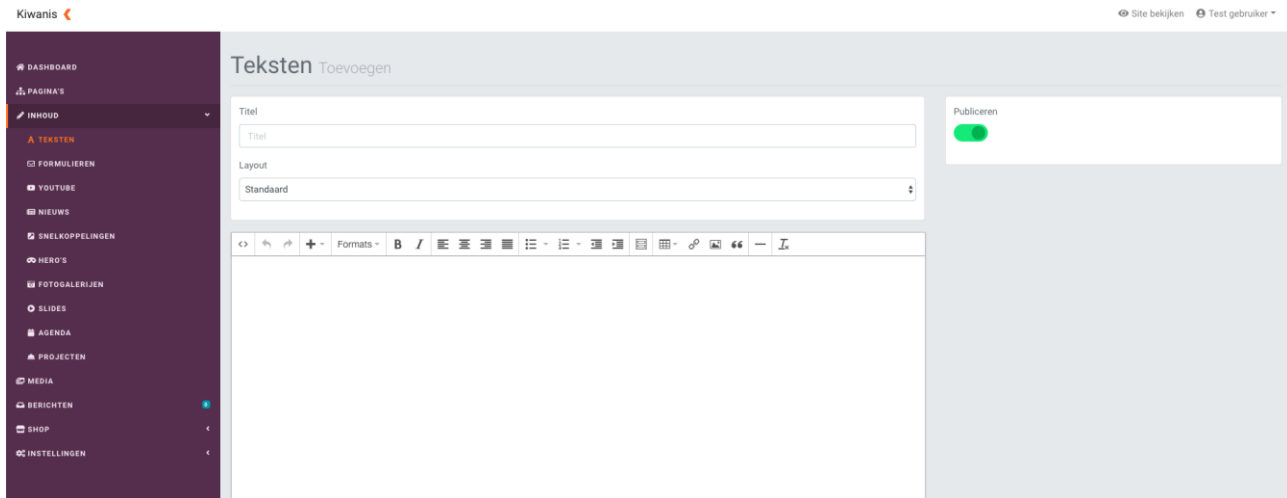 Kiwanis
Site bekijken
Test gebruiker
DASHBOARD
PAGINA'S
INHOUD
TEKSTEN
FORMULIEREN
YOUTUBE
NIEUWS
SNELKOPPELINGEN
HERO'S
FOTOGALERIJEN
SLIDES
AGENDA
PROJECTEN
MEDIA
BERICHTEN
SHOP
INSTELLINGEN
Teksten Toevoegen
Titel
Titel
Layout
Standaard
Formats
B I
Publiceren